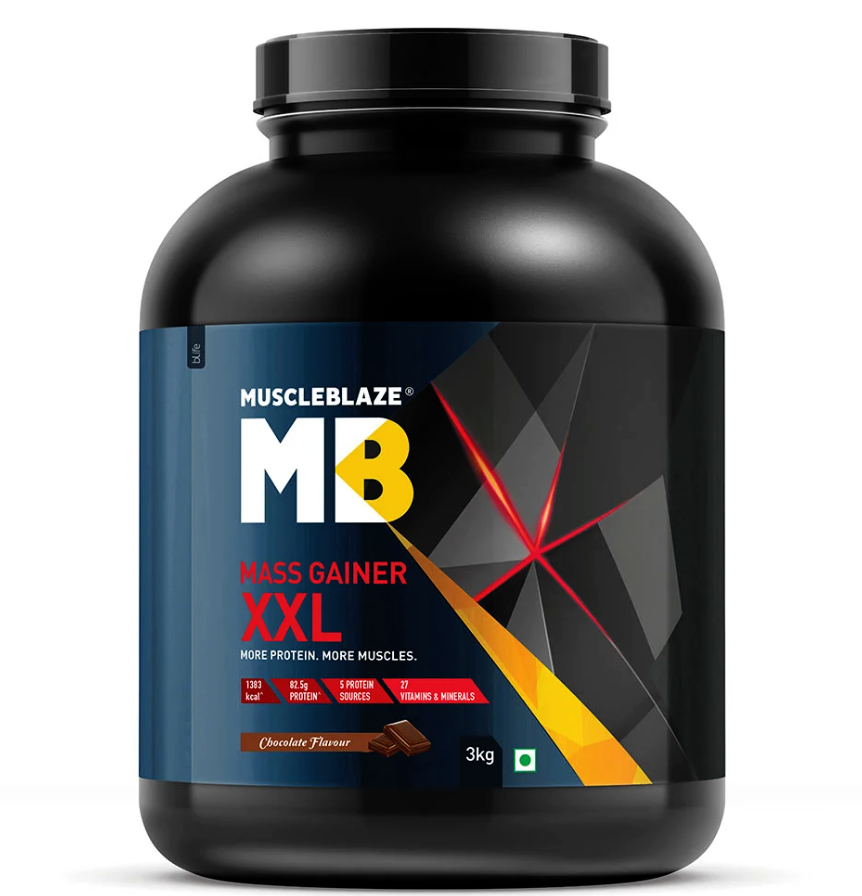 bLife
MUSCLEBLAZE®
MB
MASS GAINER
XXL
MORE PROTEIN. MORE MUSCLES.
1383 kcal^
82.5g PROTEIN^
5 PROTEIN SOURCES
27 VITAMINS & MINERALS
Chocolate Flavour
3kg